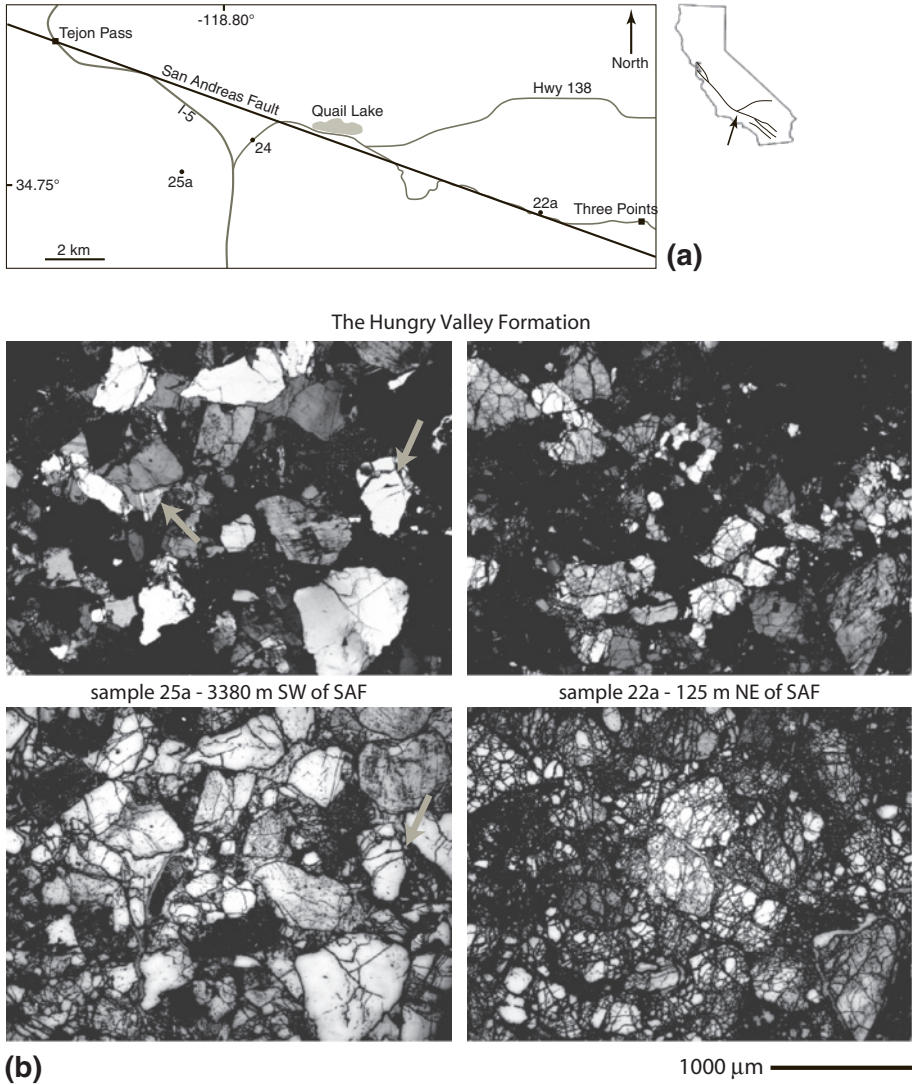 -118.80°
Tejon Pass
North
San Andreas Fault
Hwy 138
Quail Lake
I-5
24
25a
34.75°
22a
Three Points
2 km
(a)
The Hungry Valley Formation
sample 25a - 3380 m SW of SAF
sample 22a - 125 m NE of SAF
(b)
1000 μm